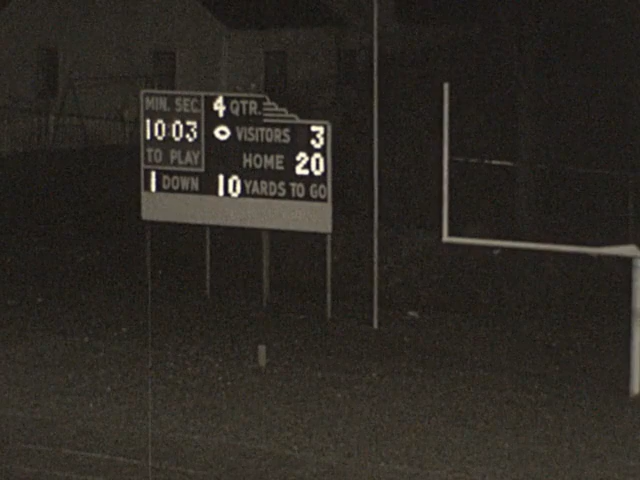 MIN. SEC. 4 QTR.
10:03 VISITORS 3
TO PLAY HOME 20
1 DOWN 10 YARDS TO GO